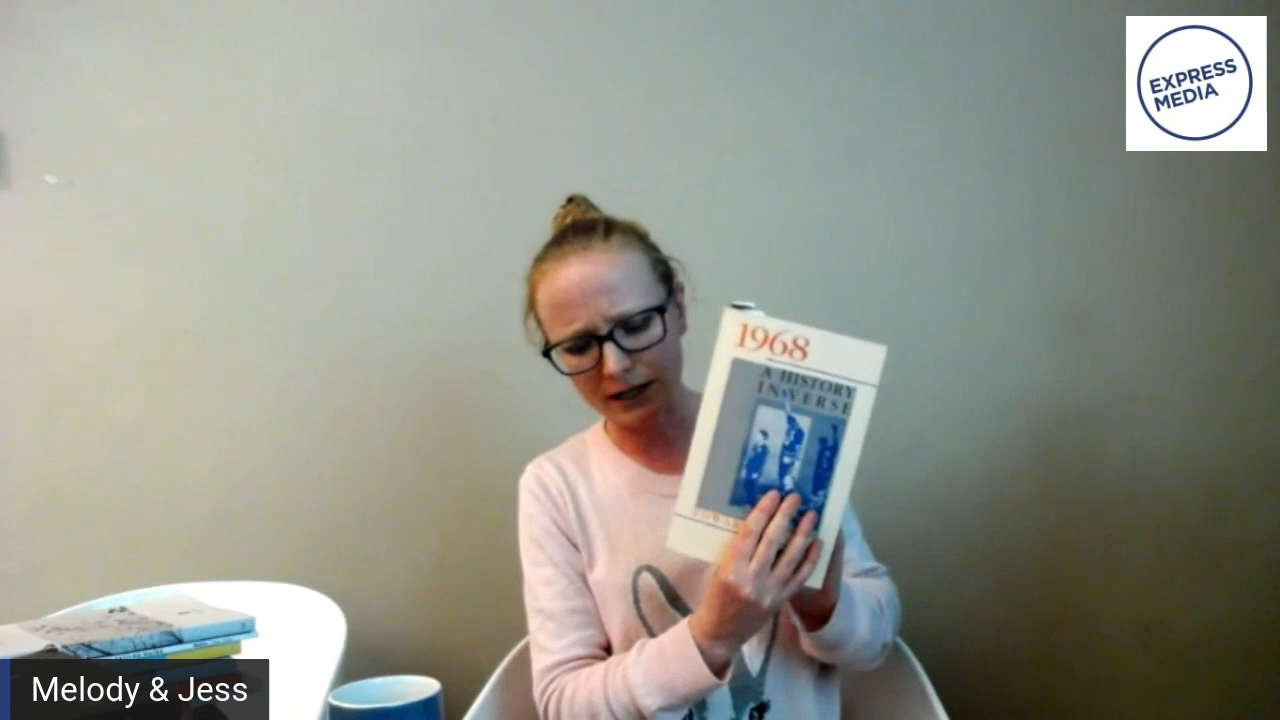 EXPRESS
MEDIA
1968
A HISTORY
IN VERSE
Melody & Jess